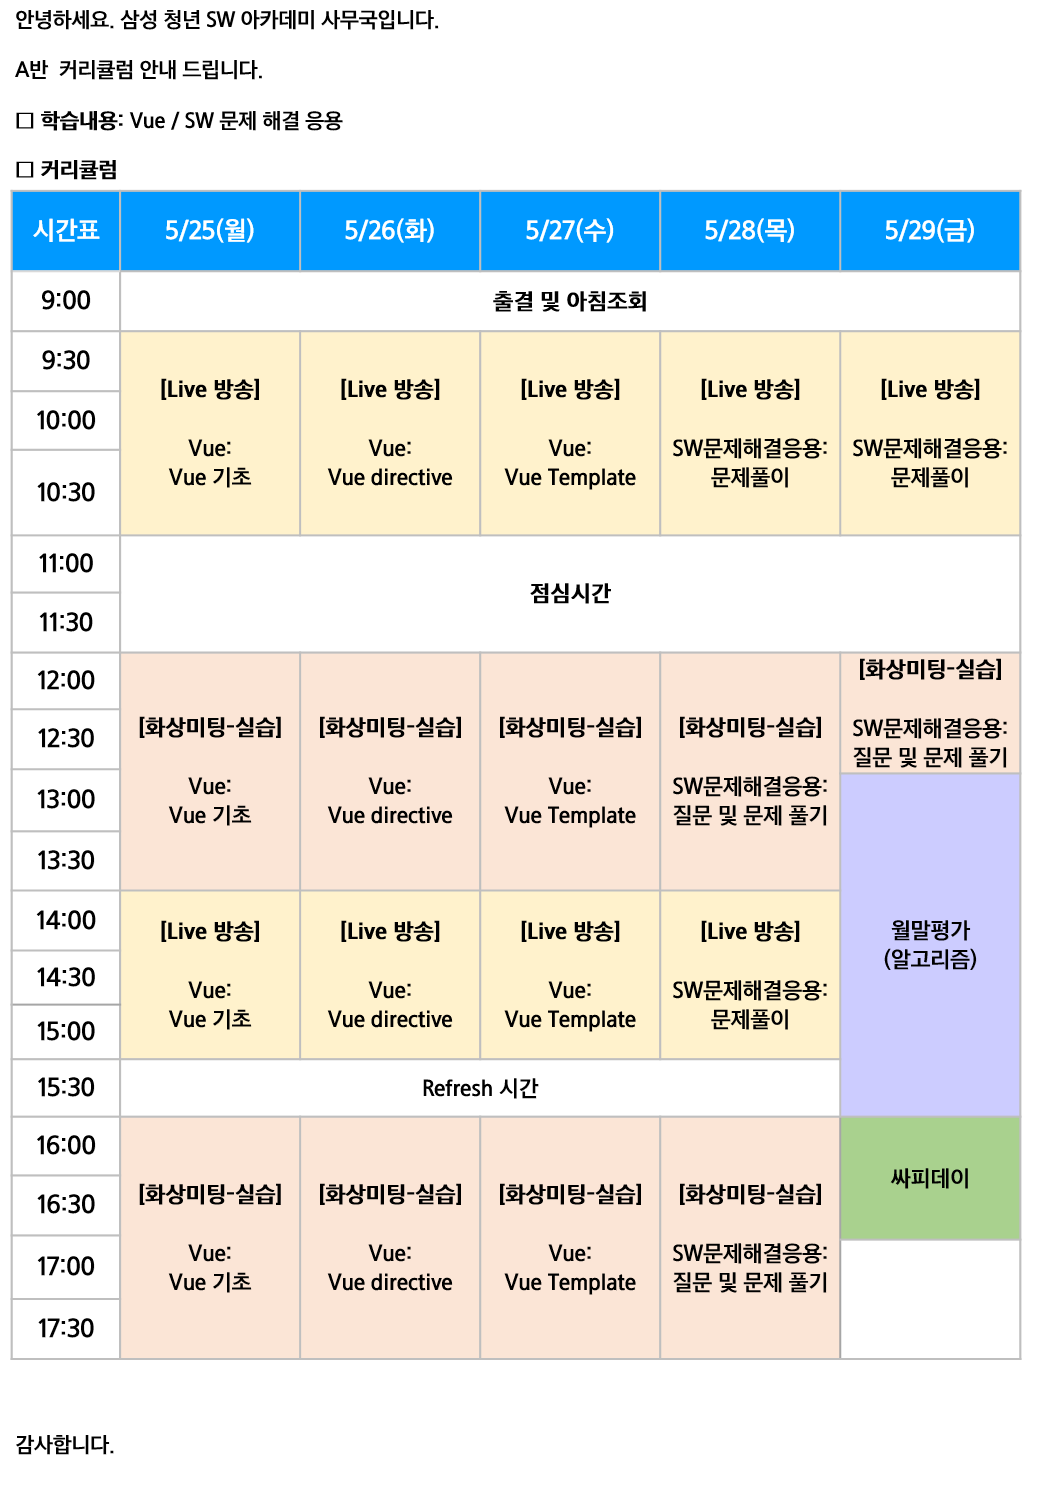 안녕하세요. 삼성 청년 SW 아카데미 사무국입니다.
A반 커리큘럼 안내 드립니다.
□ 학습내용: Vue / SW 문제 해결 응용
□ 커리큘럼
시간표 5/25(월) 5/26(화) 5/27(수) 5/28(목) 5/29(금)
9:00 출결 및 아침조회
9:30
10:00
10:30
[Live 방송] [Live 방송] [Live 방송] [Live 방송] [Live 방송]
Vue: Vue: Vue: SW문제해결응용: SW문제해결응용:
Vue 기초 Vue directive Vue Template 문제풀이 문제풀이
11:00
11:30
점심시간
12:00
12:30
13:00
13:30
[화상미팅-실습] [화상미팅-실습] [화상미팅-실습] [화상미팅-실습]
Vue: Vue: Vue: SW문제해결응용:
Vue 기초 Vue directive Vue Template 질문 및 문제 풀기
[화상미팅-실습]
SW문제해결응용:
질문 및 문제 풀기
14:00
14:30
15:00
[Live 방송] [Live 방송] [Live 방송] [Live 방송]
Vue: Vue: Vue: SW문제해결응용:
Vue 기초 Vue directive Vue Template 문제풀이
월말평가
(알고리즘)
15:30 Refresh 시간
16:00
16:30
17:00
17:30
[화상미팅-실습] [화상미팅-실습] [화상미팅-실습] [화상미팅-실습]
Vue: Vue: Vue: SW문제해결응용:
Vue 기초 Vue directive Vue Template 질문 및 문제 풀기
싸피데이
감사합니다.